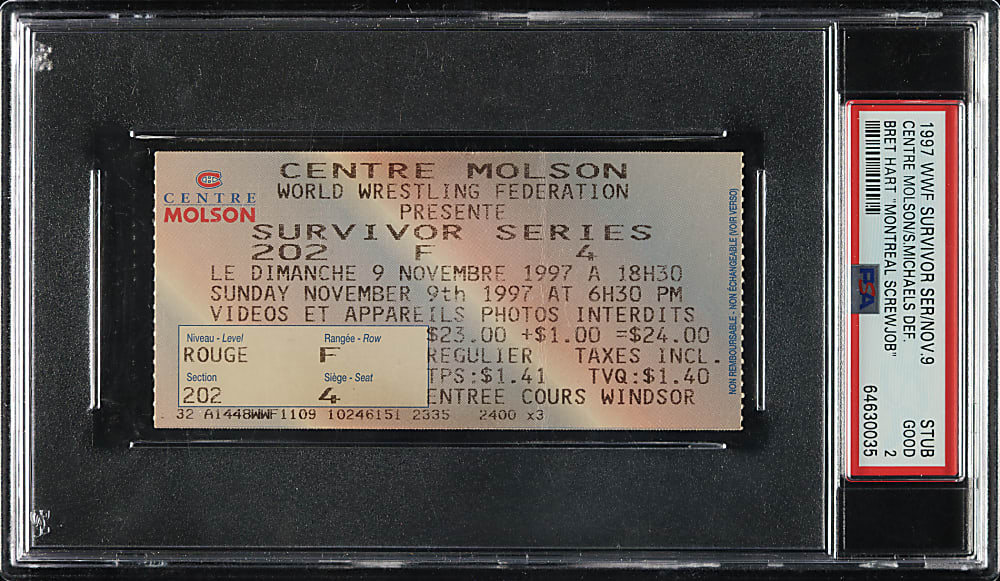 CENTRE MOLSON
WORLD WRESTLING FEDERATION
PRESENTE
SURVIVOR SERIES
202 F 4
LE DIMANCHE 9 NOVEMBRE 1997 A 18H30
SUNDAY NOVEMBER 9th 1997 AT 6H30 PM
VIDEOS ET APPAREILS PHOTOS INTERDITS
$23.00 +$1.00 =$24.00
REGULIER TAXES INCL.
TPS:$1.41 TVQ:$1.40
ENTREE COURS WINDSOR
CENTRE
MOLSON
Niveau - Level Rangée - Row
ROUGE F
Section Siège - Seat
202 4
32 A1448WWF1109 10246151 2335 2400 x3
NON REMBOURSABLE - NON ÉCHANGEABLE (VOIR VERSO)
1997 WWF SURVIVOR SER/NOV.9 STUB
CENTRE MOLSON/S.MICHAELS DEF. GOOD
BRET HART "MONTREAL SCREWJOB" 2
PSA
64630035